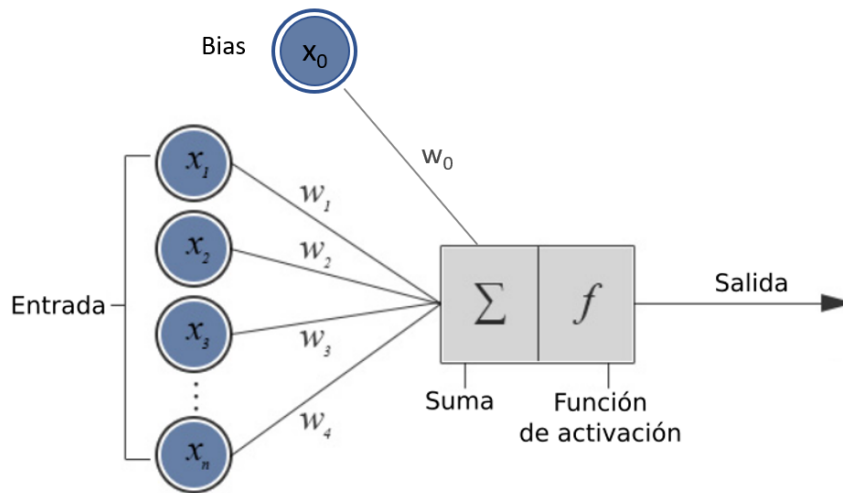 Bias
x₀
w₀
x₁
w₁
x₂
w₂
Entrada
x₃
w₃
xₙ
w₄
Σ
f
Salida
Suma
Función
de activación